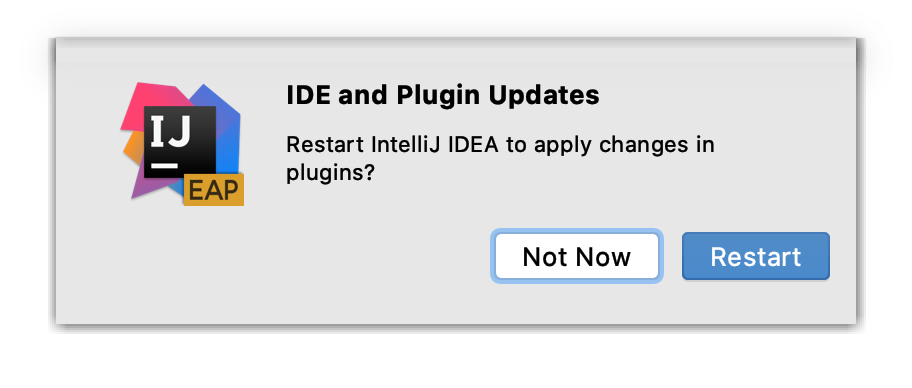 IDE and Plugin Updates
IJ
Restart IntelliJ IDEA to apply changes in
plugins?
EAP
Not Now
Restart